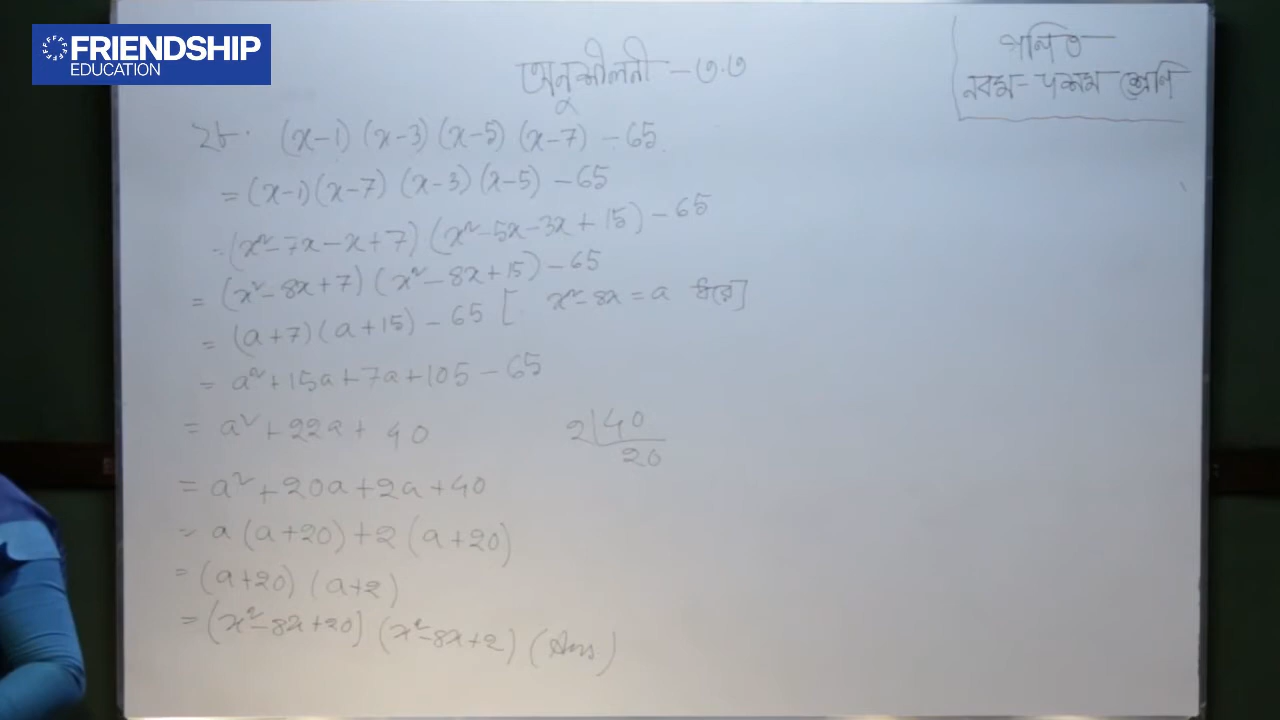 FRIENDSHIP
EDUCATION
গণিত
নবম-দশম শ্রেণি
অনুশীলনী - ৩.৩
২৮. (x-1) (x-3) (x-5) (x-7) - 65
= (x-1) (x-7) (x-3) (x-5) - 65
= (x²-7x-x+7) (x²-5x-3x+15) - 65
= (x²-8x+7) (x²-8x+15) - 65
= (a+7) (a+15) - 65 [ x²-8x = a ধরে]
= a²+15a+7a+105-65
= a²+22a+40
2|40
20
= a²+20a+2a+40
= a (a+20) +2 (a+20)
= (a+20) (a+2)
= (x²-8x+20) (x²-8x+2) (Ans)